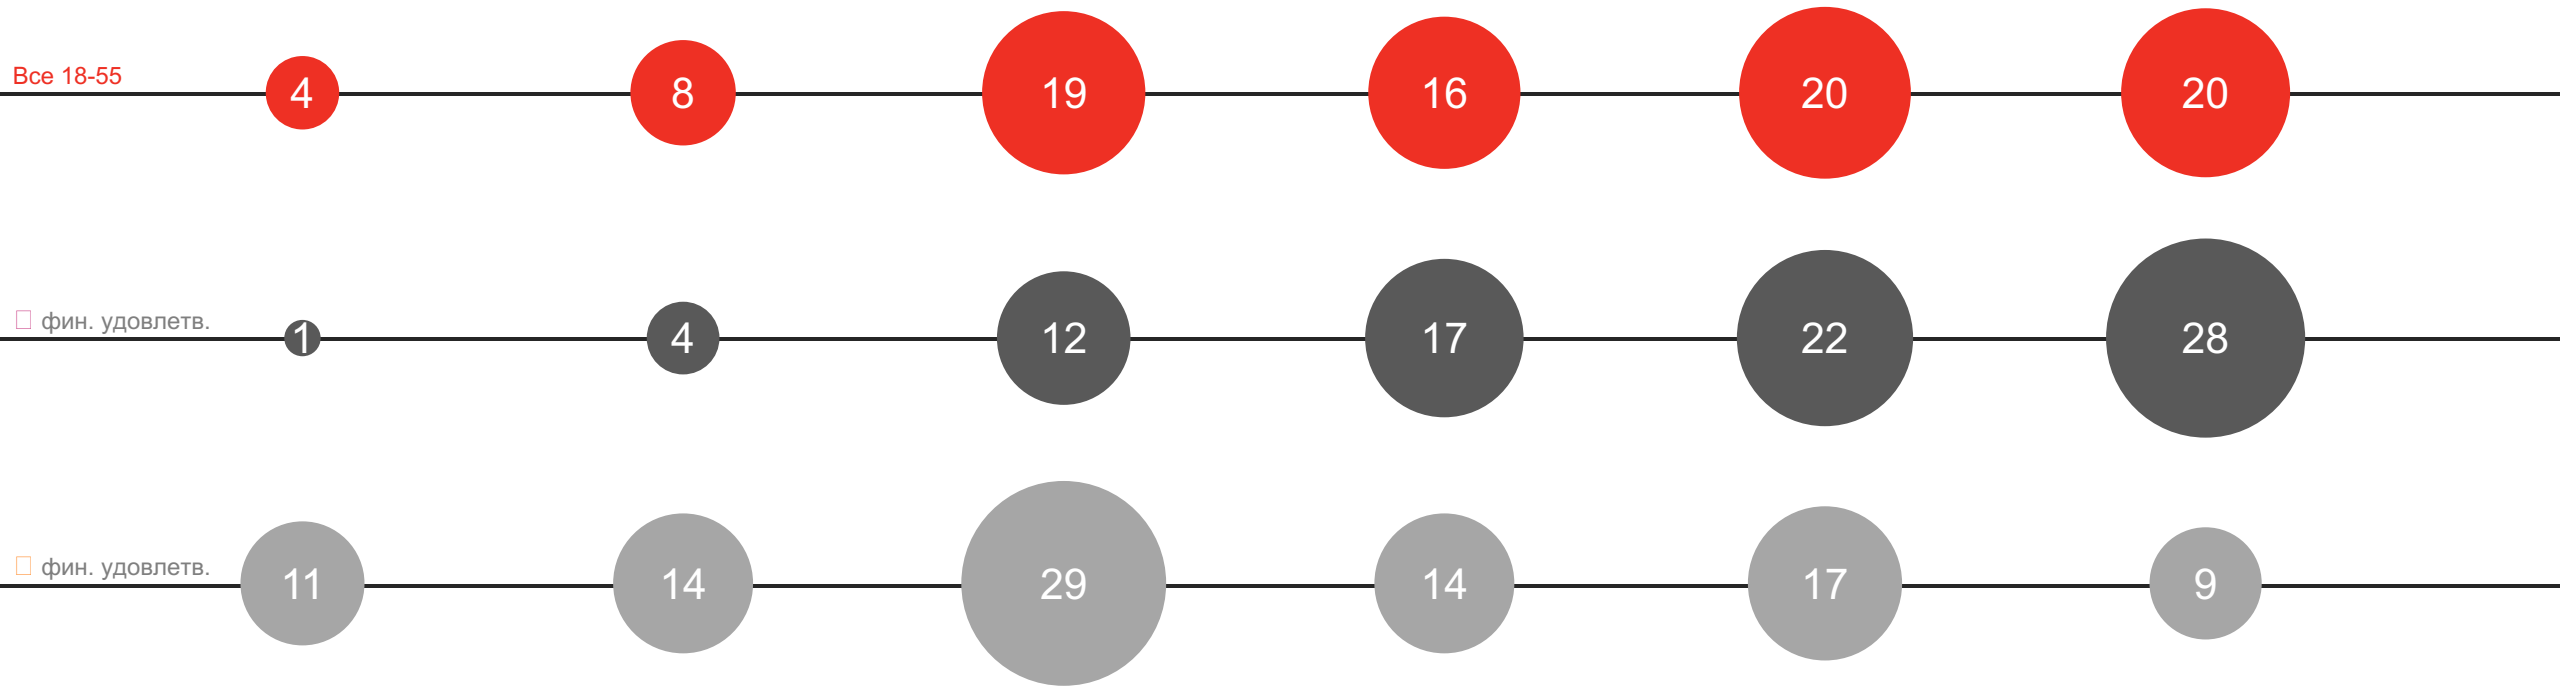 Все 18-55
4 8 19 16 20 20
фин. удовлетв.
1 4 12 17 22 28
фин. удовлетв.
11 14 29 14 17 9